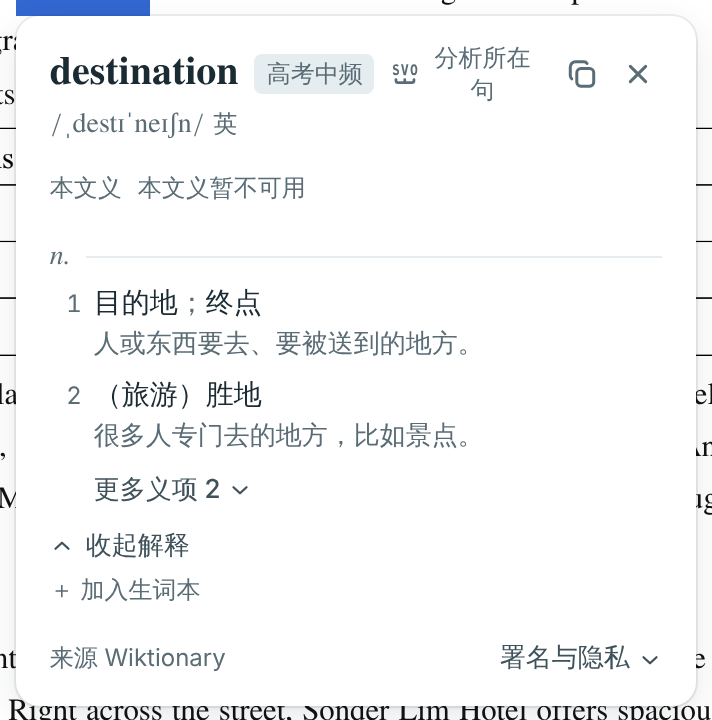 destination 高考中频 SVO 分析所在句
/ˌdestɪˈneɪʃn/ 英
本文义 本文义暂不可用
n.
1 目的地；终点
人或东西要去、要被送到的地方。
2 （旅游）胜地
很多人专门去的地方，比如景点。
更多义项 2
收起解释
+ 加入生词本
来源 Wiktionary 署名与隐私
Right across the street, Sonder Lim Hotel offers spaciou